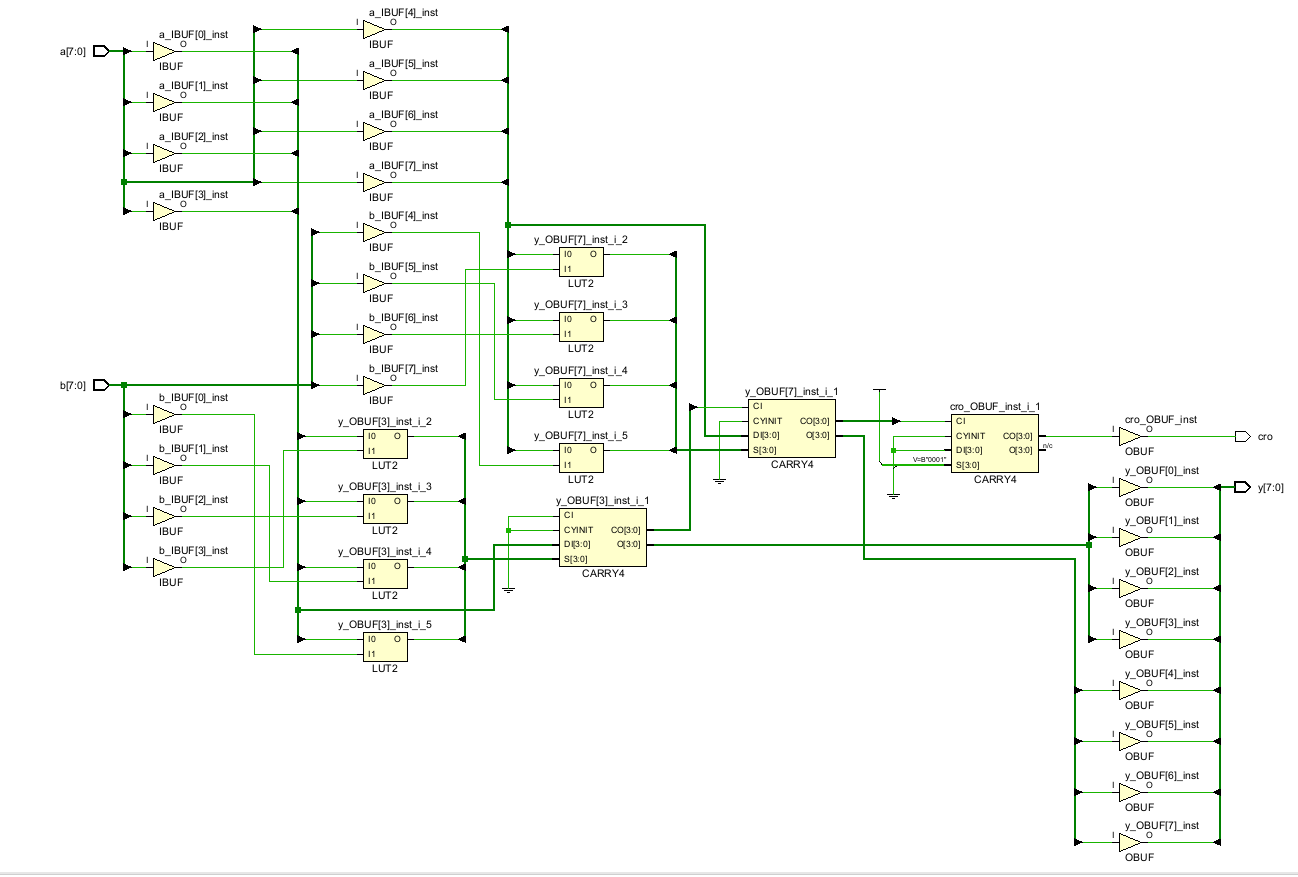 a[7:0]
a_IBUF[0]_inst
I O
IBUF
a_IBUF[1]_inst
I O
IBUF
a_IBUF[2]_inst
I O
IBUF
a_IBUF[3]_inst
I O
IBUF
a_IBUF[4]_inst
I O
IBUF
a_IBUF[5]_inst
I O
IBUF
a_IBUF[6]_inst
I O
IBUF
a_IBUF[7]_inst
I O
IBUF
b_IBUF[4]_inst
I O
IBUF
b_IBUF[5]_inst
I O
IBUF
b_IBUF[6]_inst
I O
IBUF
b_IBUF[7]_inst
I O
IBUF
b[7:0]
b_IBUF[0]_inst
I O
IBUF
b_IBUF[1]_inst
I O
IBUF
b_IBUF[2]_inst
I O
IBUF
b_IBUF[3]_inst
I O
IBUF
y_OBUF[3]_inst_i_2
I0 O
I1
LUT2
y_OBUF[3]_inst_i_3
I0 O
I1
LUT2
y_OBUF[3]_inst_i_4
I0 O
I1
LUT2
y_OBUF[3]_inst_i_5
I0 O
I1
LUT2
y_OBUF[7]_inst_i_2
I0 O
I1
LUT2
y_OBUF[7]_inst_i_3
I0 O
I1
LUT2
y_OBUF[7]_inst_i_4
I0 O
I1
LUT2
y_OBUF[7]_inst_i_5
I0 O
I1
LUT2
y_OBUF[3]_inst_i_1
CI
CYINIT CO[3:0]
DI[3:0] O[3:0]
S[3:0]
CARRY4
y_OBUF[7]_inst_i_1
CI
CYINIT CO[3:0]
DI[3:0] O[3:0]
S[3:0]
CARRY4
cro_OBUF_inst_i_1
CI
CYINIT CO[3:0]
DI[3:0] O[3:0] n/c
V=B"0001" S[3:0]
CARRY4
cro_OBUF_inst
I O
OBUF
cro
y_OBUF[0]_inst
I O
OBUF
y[7:0]
y_OBUF[1]_inst
I O
OBUF
y_OBUF[2]_inst
I O
OBUF
y_OBUF[3]_inst
I O
OBUF
y_OBUF[4]_inst
I O
OBUF
y_OBUF[5]_inst
I O
OBUF
y_OBUF[6]_inst
I O
OBUF
y_OBUF[7]_inst
I O
OBUF